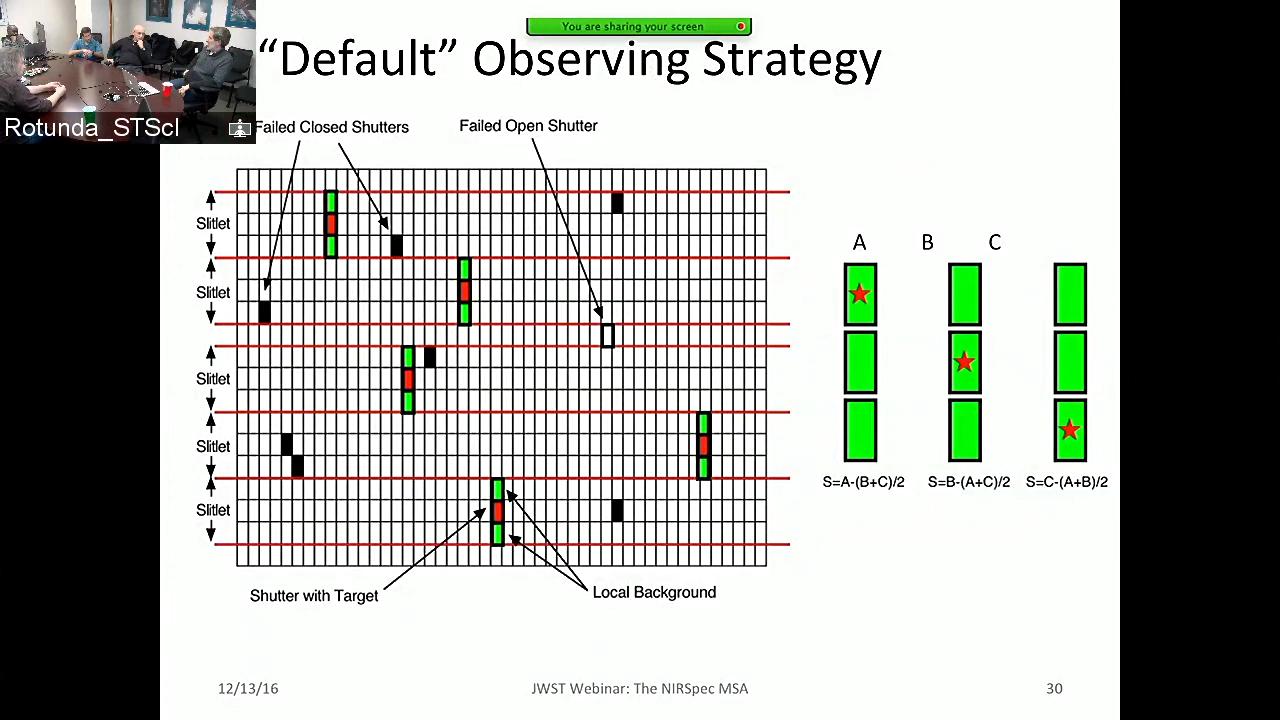 You are sharing your screen
“Default” Observing Strategy
Rotunda_STScI
Failed Closed Shutters
Failed Open Shutter
Slitlet
Slitlet
Slitlet
Slitlet
Slitlet
A
B
C
S=A-(B+C)/2
S=B-(A+C)/2
S=C-(A+B)/2
Shutter with Target
Local Background
12/13/16
JWST Webinar: The NIRSpec MSA
30